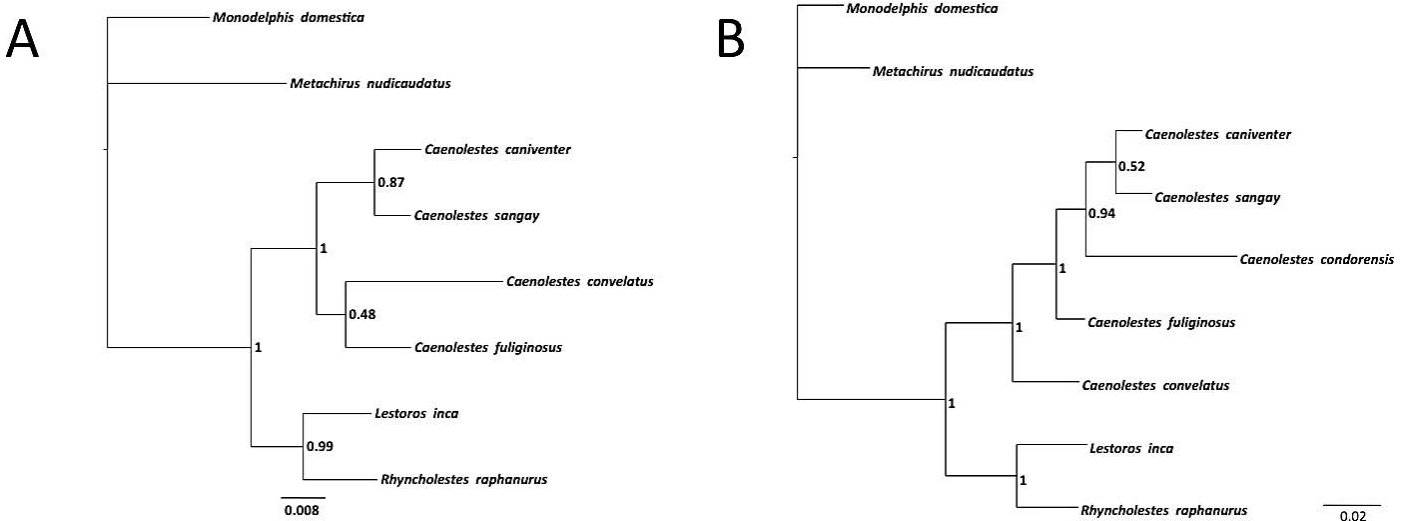 A
Monodelphis domestica
Metachirus nudicaudatus
Caenolestes caniventer
0.87
Caenolestes sangay
1
Caenolestes convelatus
0.48
Caenolestes fuliginosus
1
Lestoros inca
0.99
Rhyncholestes raphanurus
0.008
B
Monodelphis domestica
Metachirus nudicaudatus
Caenolestes caniventer
0.52
Caenolestes sangay
0.94
Caenolestes condorensis
1
Caenolestes fuliginosus
1
Caenolestes convelatus
1
Lestoros inca
1
Rhyncholestes raphanurus
0.02